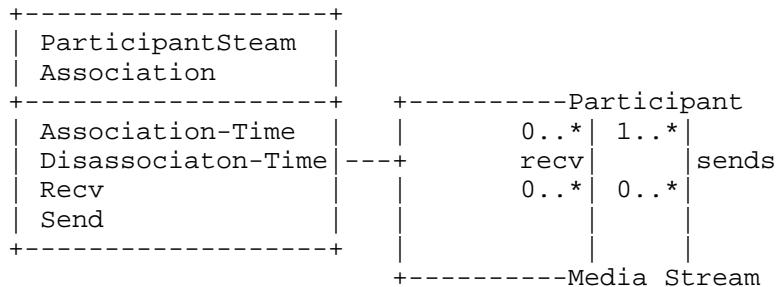 ParticipantSteam
Association
Participant
Association-Time 0..* 1..*
Disassociaton-Time recv sends
Recv 0..* 0..*
Send
Media Stream